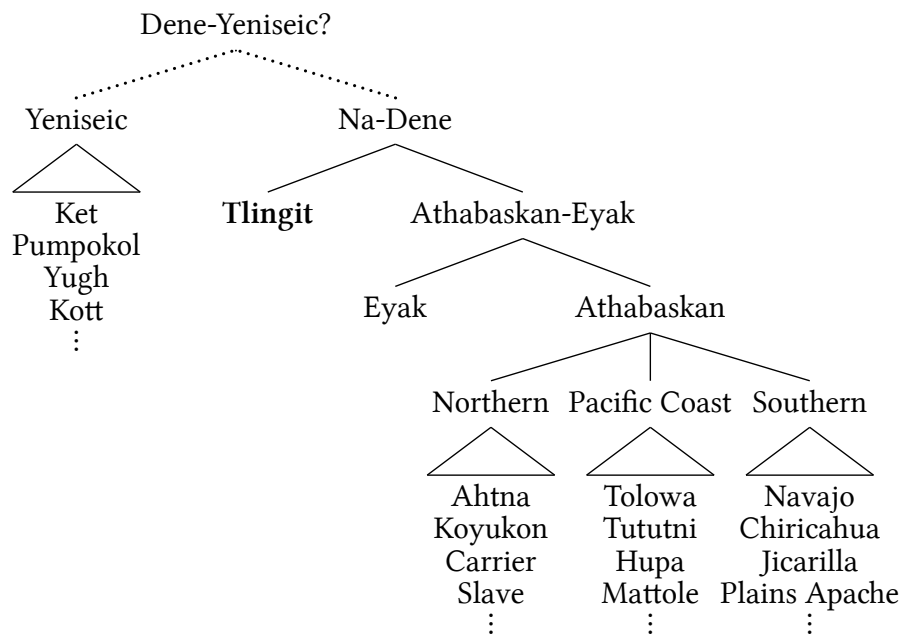 Dene-Yeniseic?
Yeniseic Na-Dene
Ket Tlingit Athabaskan-Eyak
Pumpokol
Yugh
Kott Eyak Athabaskan
⋮
Northern Pacific Coast Southern
Ahtna Tolowa Navajo
Koyukon Tututni Chiricahua
Carrier Hupa Jicarilla
Slave Mattole Plains Apache
⋮ ⋮ ⋮